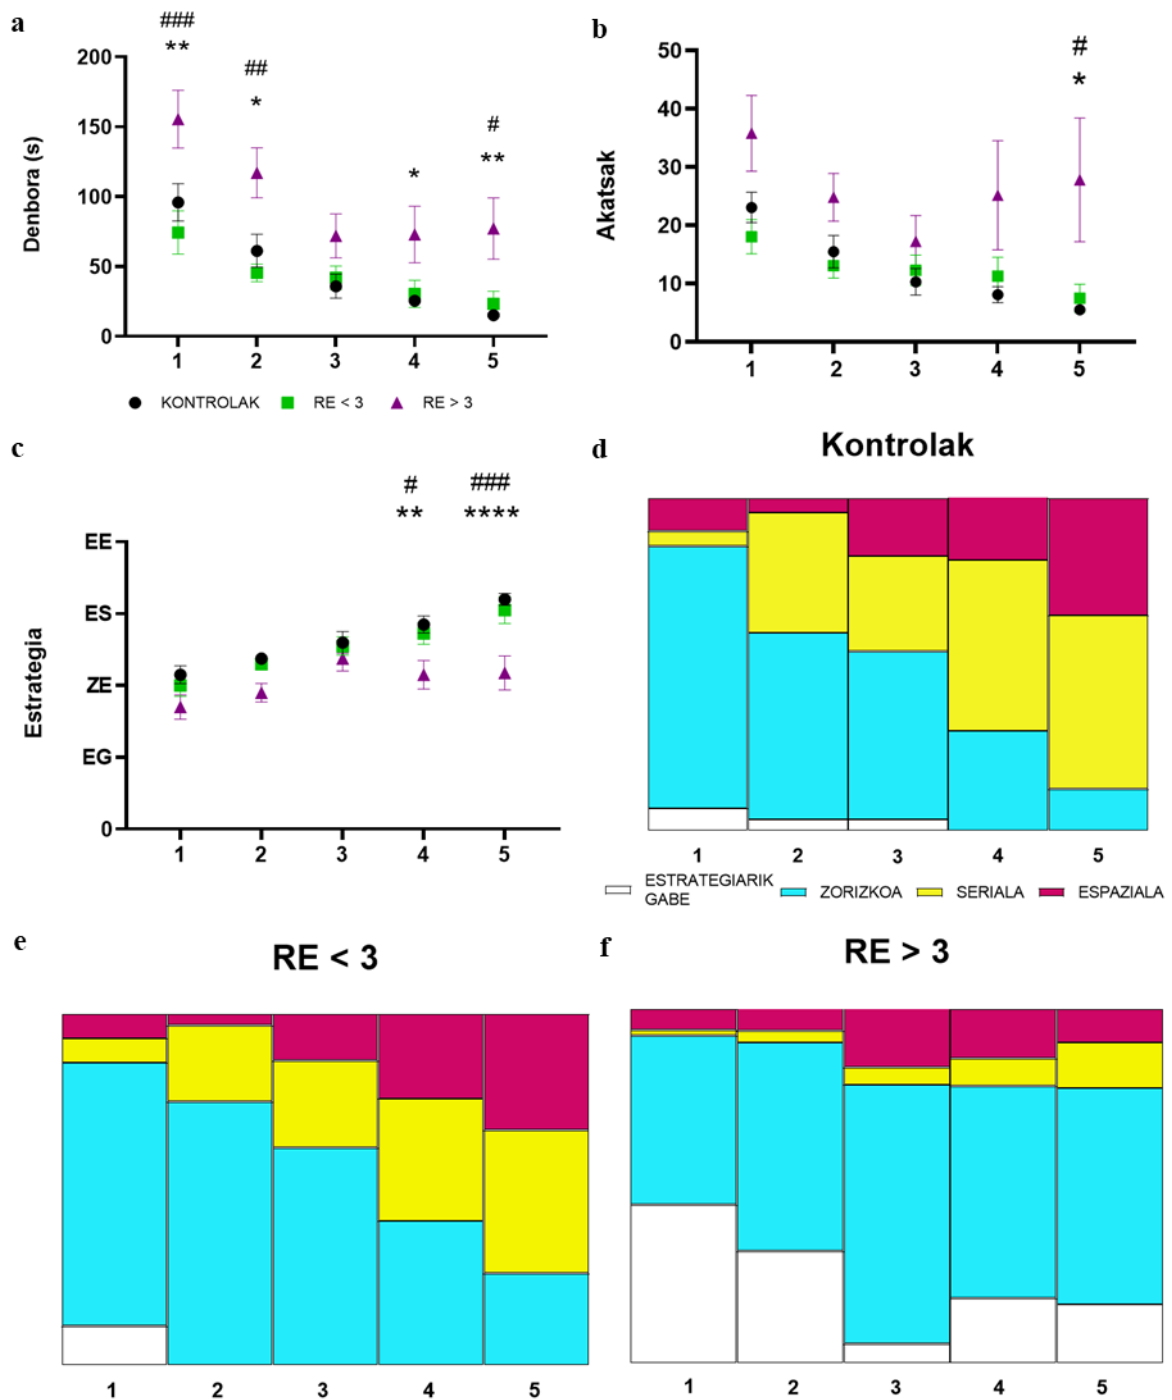 a
###
**
##
*
*
#
**
200
150
100
50
0
Denbora (s)
1 2 3 4 5
KONTROLAK RE < 3 RE > 3
b
#
*
50
40
30
20
10
0
Akatsak
1 2 3 4 5
c
# ###
** ****
EE
ES
ZE
EG
0
Estrategia
1 2 3 4 5
d
Kontrolak
1 2 3 4 5
ESTRATEGIARIK
GABE ZORIZKOA SERIALA ESPAZIALA
e
RE < 3
1 2 3 4 5
f
RE > 3
1 2 3 4 5